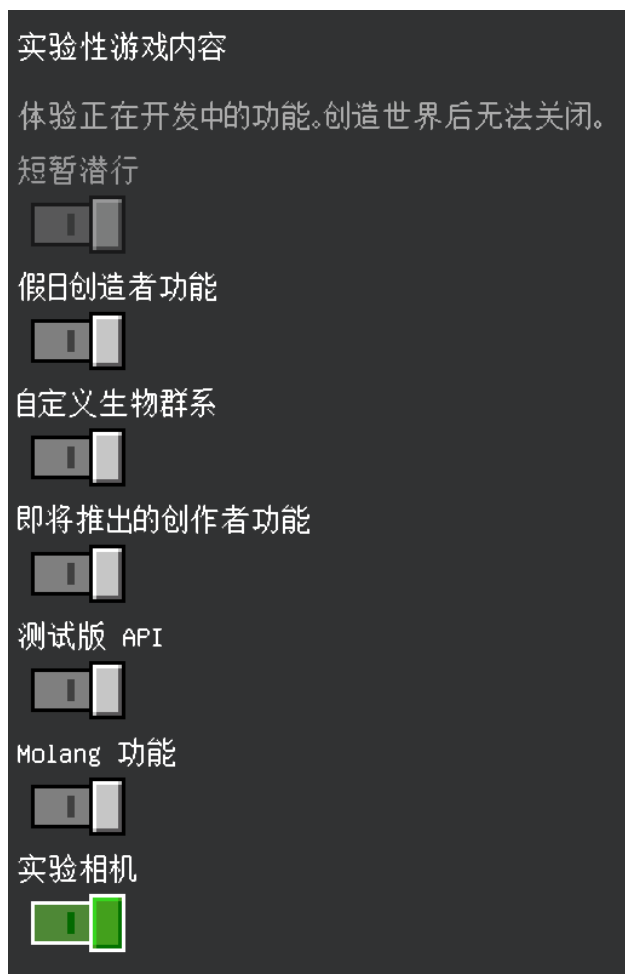 实验性游戏内容
体验正在开发中的功能。创造世界后无法关闭。
短暂潜行
假日创造者功能
自定义生物群系
即将推出的创作者功能
测试版 API
Molang 功能
实验相机